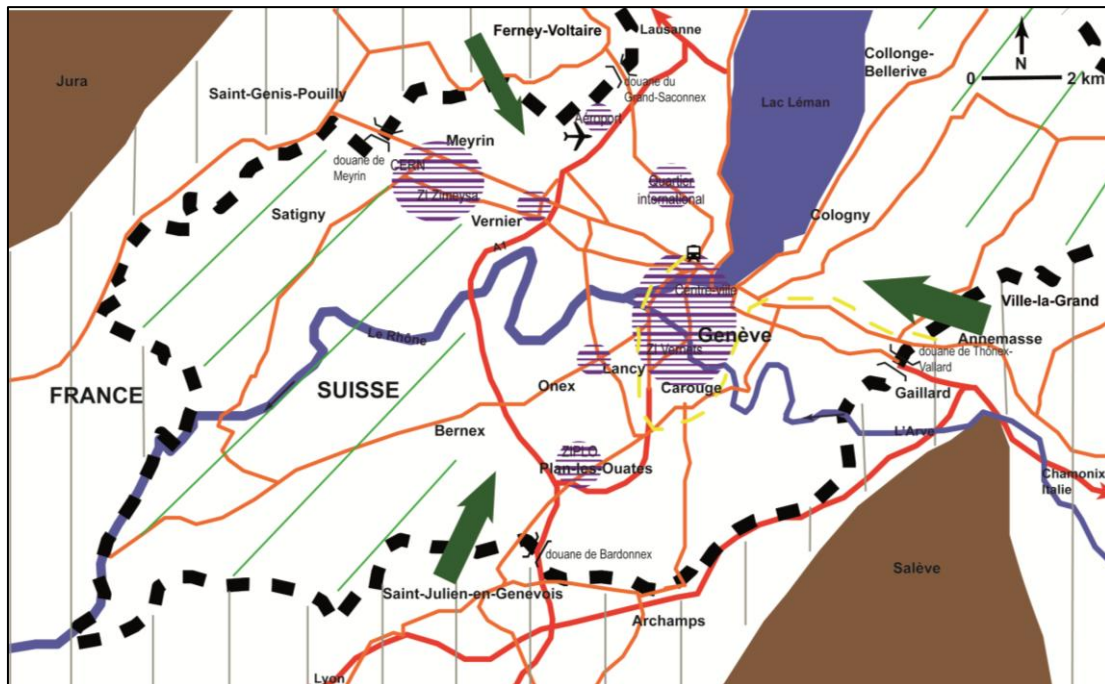 Ferney-Voltaire
Lausanne
Collonge-
Bellerive
N
0
2 km
Jura
Saint-Genis-Pouilly
douane du
Grand-Saconnex
Lac Léman
Aéroport
Meyrin
douane de
Meyrin
CERN
ZI Zimeysa
Quartier
international
Satigny
Vernier
Cologny
A1
Centre-ville
Ville-la-Grand
Le Rhône
Genève
Annemasse
ZI Vernets
douane de Thônex-
Vallard
FRANCE
SUISSE
Onex
Lancy
Carouge
Gaillard
Bernex
L'Arve
ZIPLO
Plan-les-Ouates
Chamonix
Italie
douane de Bardonnex
Salève
Saint-Julien-en-Genevois
Archamps
Lyon